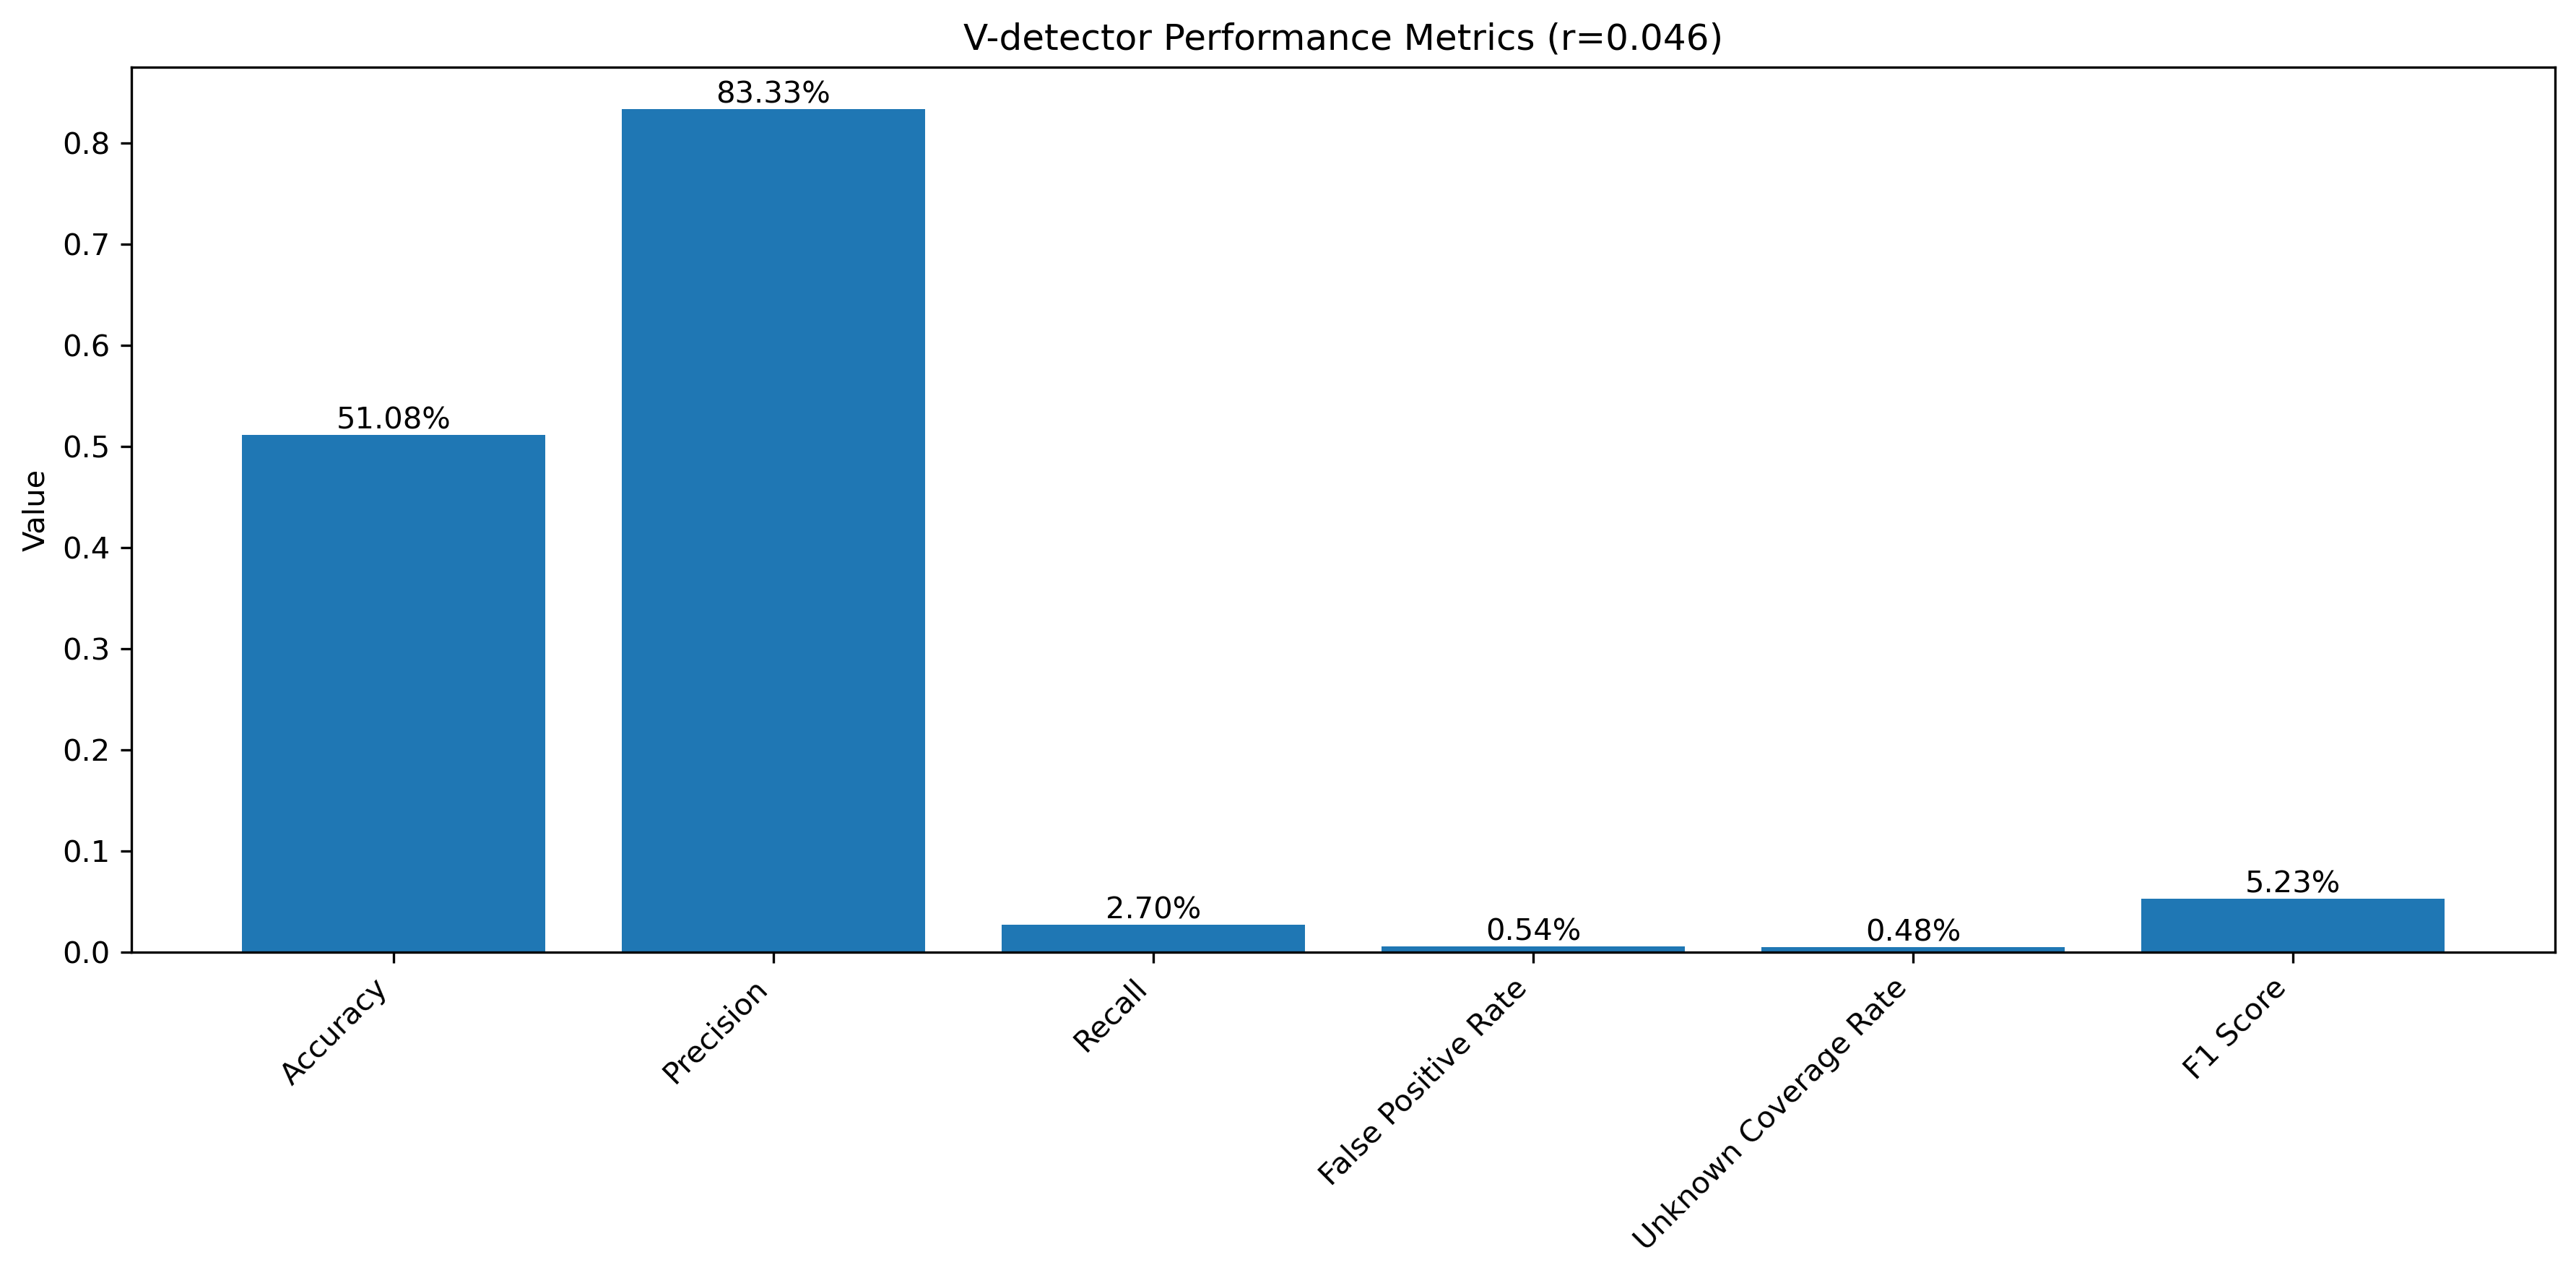 V-detector Performance Metrics (r=0.046)
Value
0.8
0.7
0.6
0.5
0.4
0.3
0.2
0.1
0.0
51.08%
83.33%
2.70%
0.54%
0.48%
5.23%
Accuracy
Precision
Recall
False Positive Rate
Unknown Coverage Rate
F1 Score